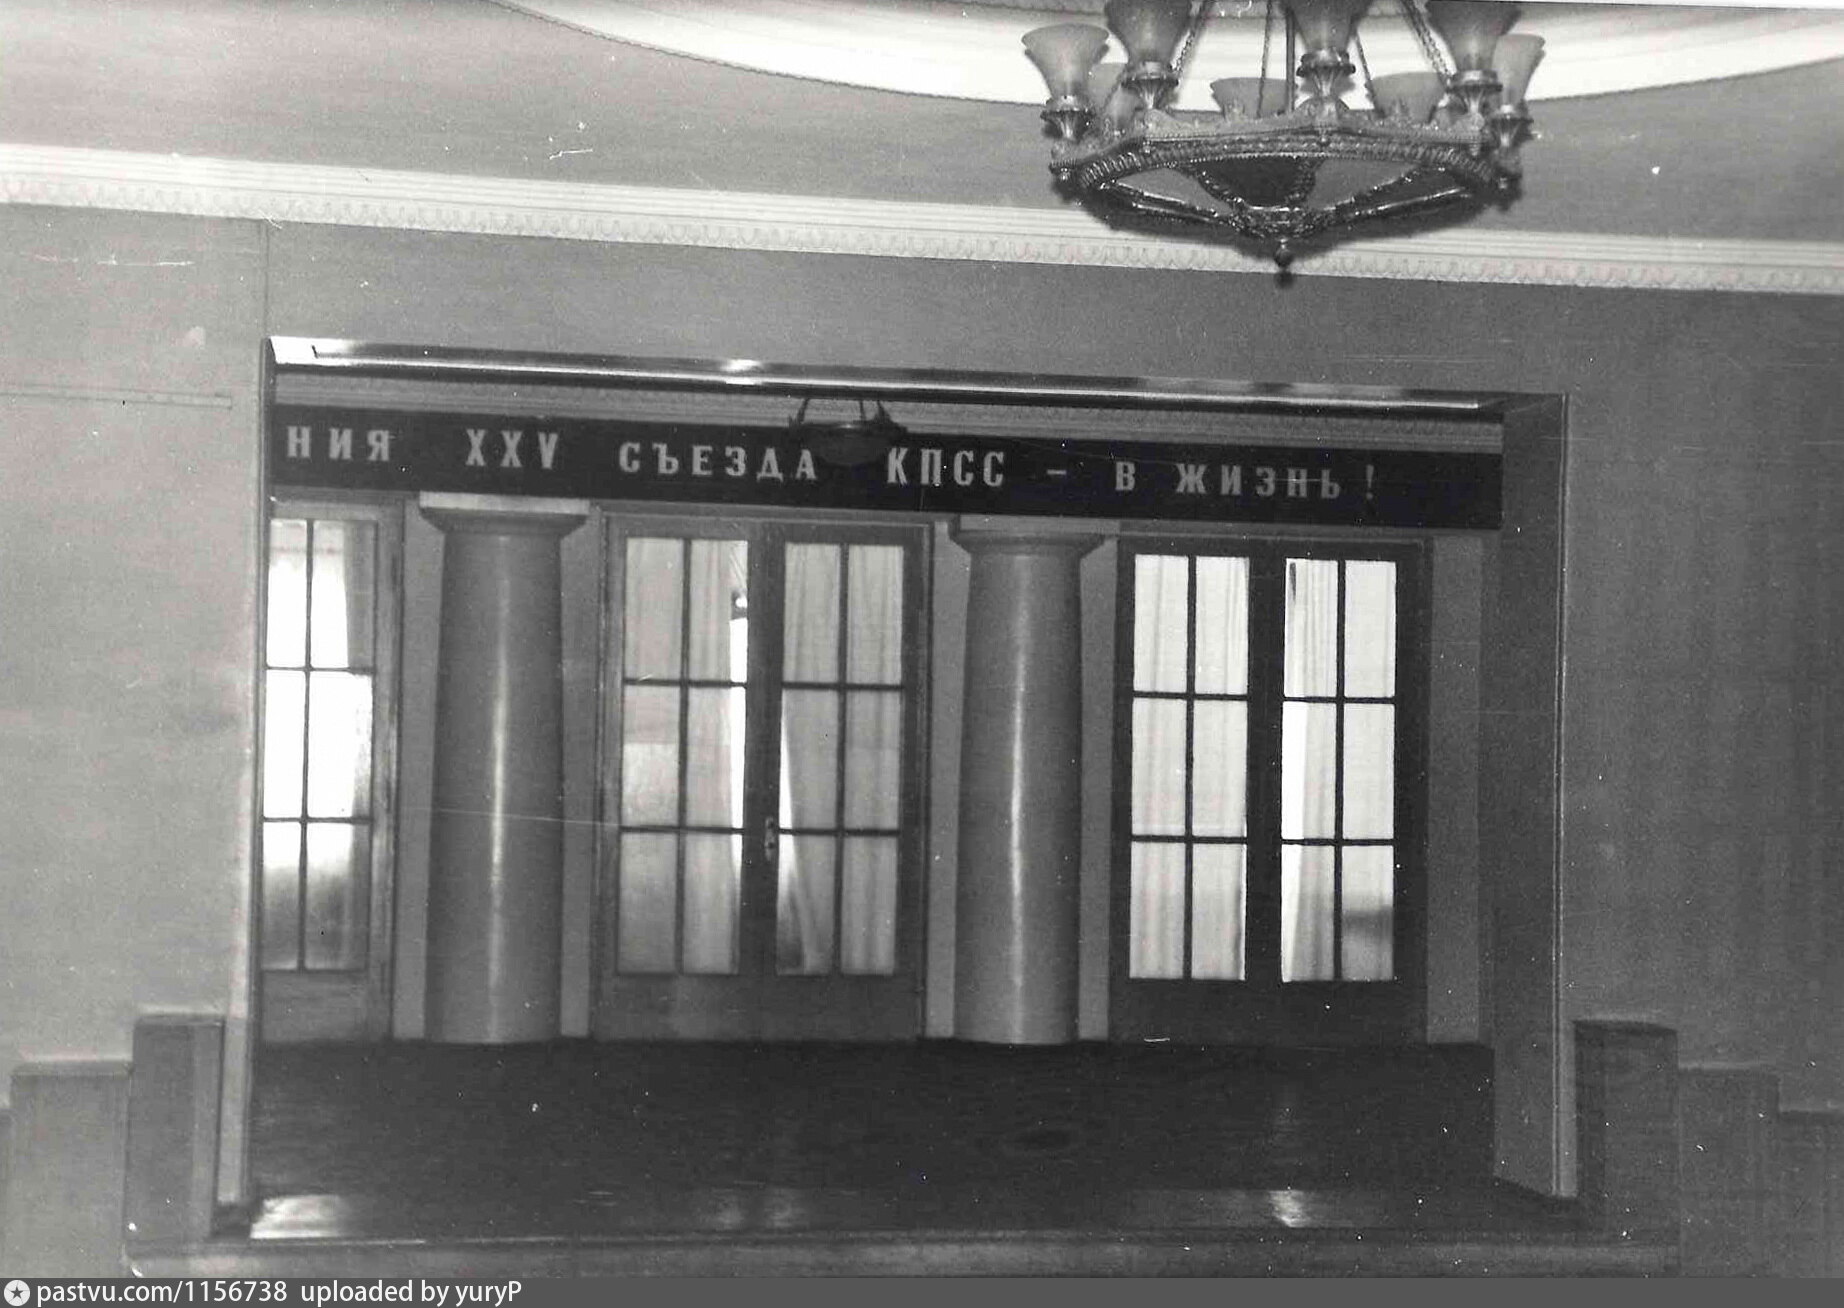 НИЯ XXV СЪЕЗДА КПСС – В ЖИЗНЬ!
pastvu.com/1156738 uploaded by yuryP